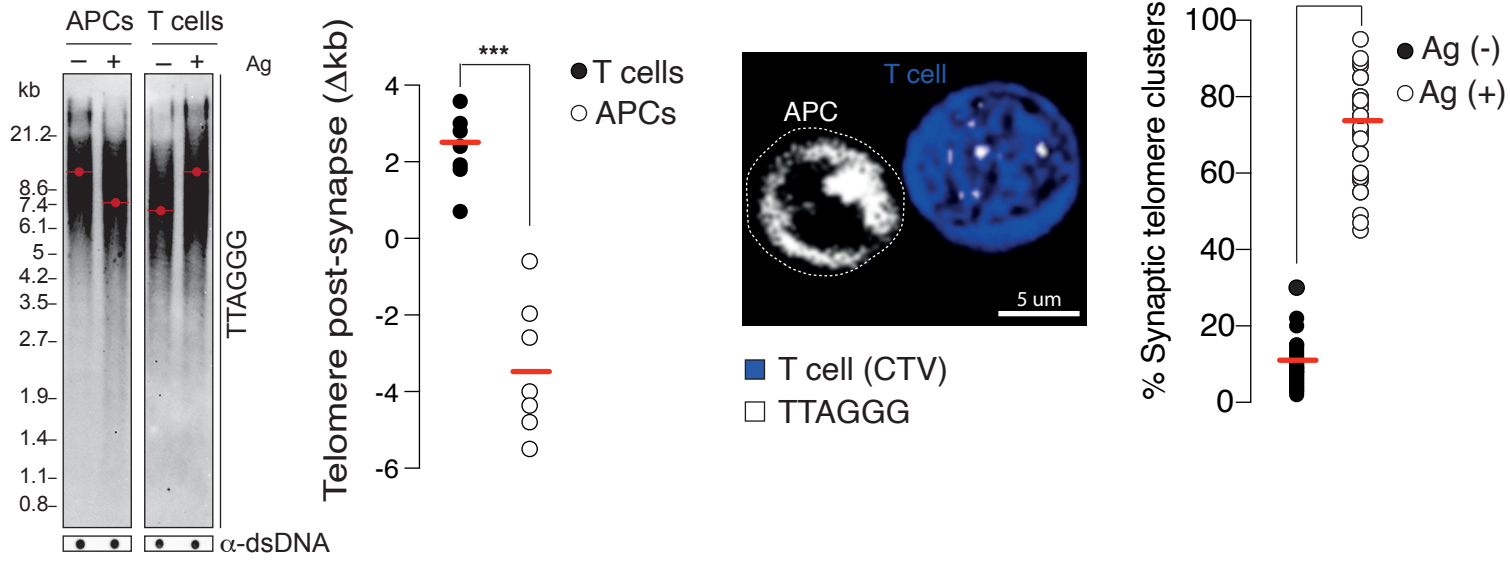 APCs T cells
– + – + Ag
kb
21.2–
8.6–
7.4–
6.1–
5 –
4.2–
3.5–
2.7–
1.9–
1.4–
1.1–
0.8–
TTAGGG
α-dsDNA
Telomere post-synapse (Δkb)
4
2
0
-2
-4
-6
***
T cells
APCs
T cell
APC
5 um
T cell (CTV)
TTAGGG
% Synaptic telomere clusters
100
80
60
40
20
0
Ag (-)
Ag (+)